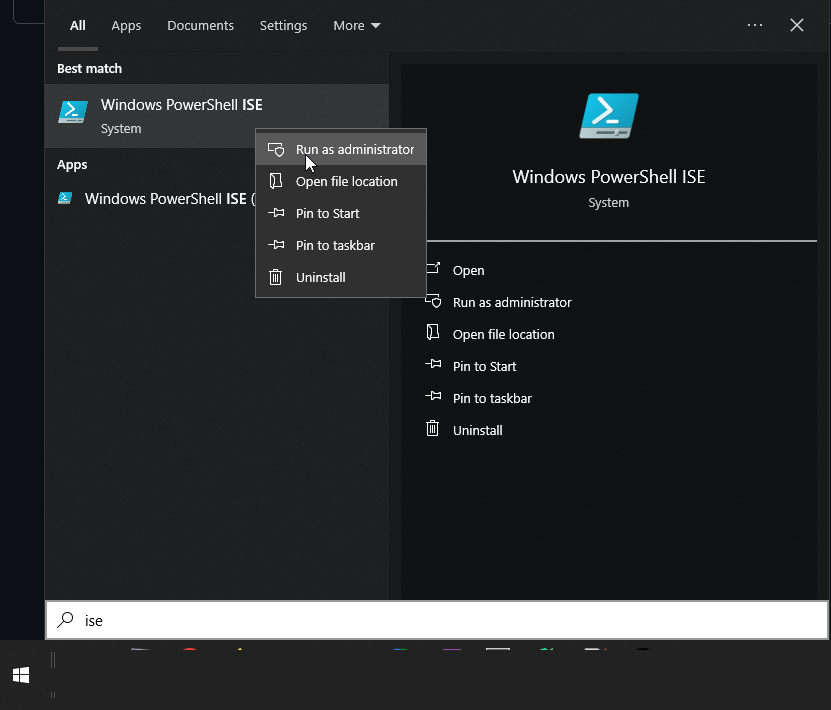 All Apps Documents Settings More
Best match
Windows PowerShell ISE
System
Apps
Windows PowerShell ISE (
Run as administrator
Open file location
Pin to Start
Pin to taskbar
Uninstall
Windows PowerShell ISE
System
Open
Run as administrator
Open file location
Pin to Start
Pin to taskbar
Uninstall
ise